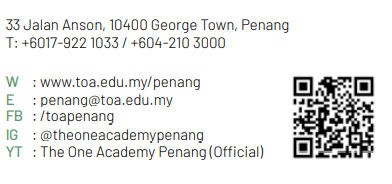 33 Jalan Anson, 10400 George Town, Penang
T: +6017-922 1033 / +604-210 3000
W : www.toa.edu.my/penang
E : penang@toa.edu.my
FB : /toapenang
IG : @theoneacademypenang
YT : The One Academy Penang (Official)